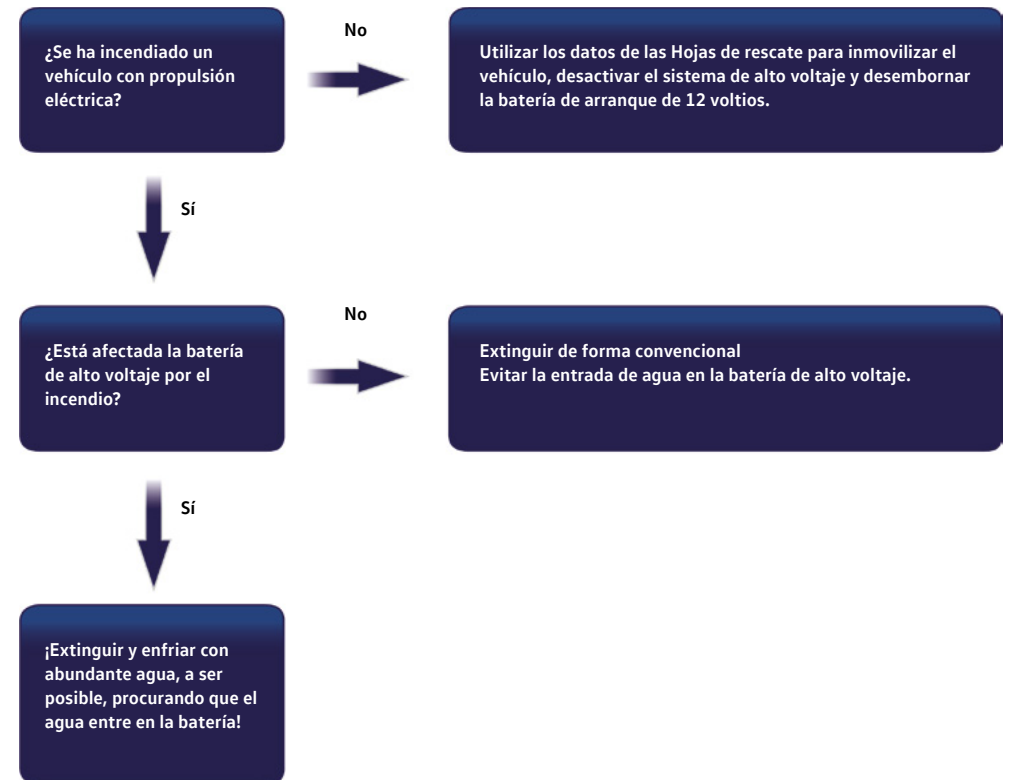 ¿Se ha incendiado un
vehículo con propulsión
eléctrica?
No
Utilizar los datos de las Hojas de rescate para inmovilizar el
vehículo, desactivar el sistema de alto voltaje y desembornar
la batería de arranque de 12 voltios.
Sí
¿Está afectada la batería
de alto voltaje por el
incendio?
No
Extinguir de forma convencional
Evitar la entrada de agua en la batería de alto voltaje.
Sí
¡Extinguir y enfriar con
abundante agua, a ser
posible, procurando que el
agua entre en la batería!